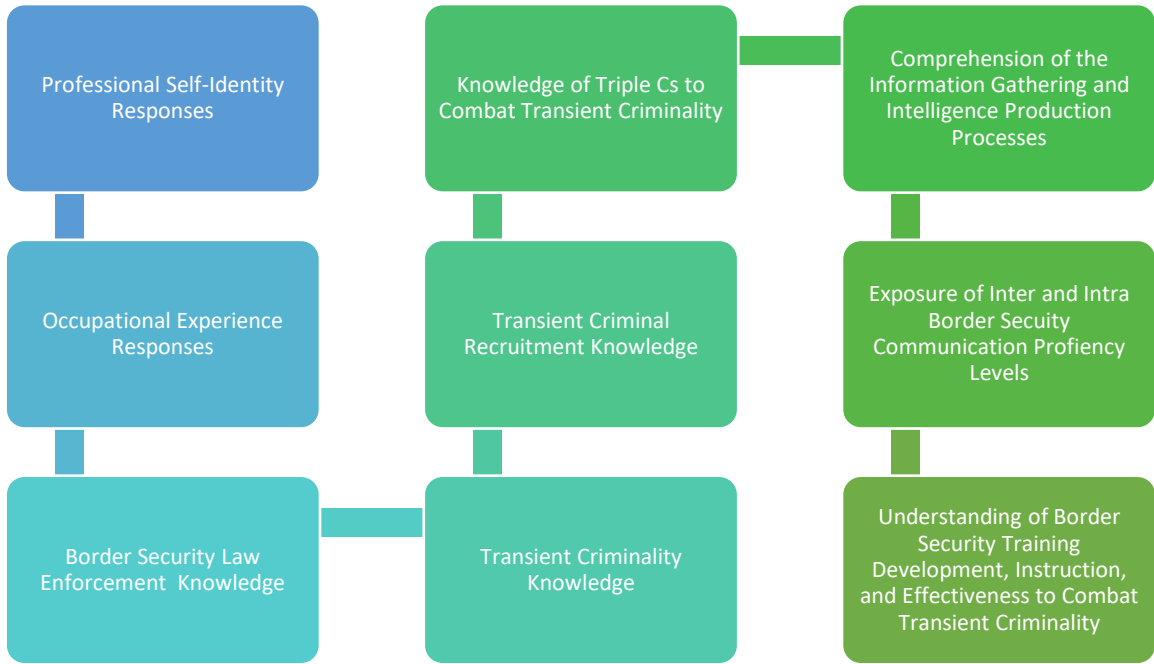 Professional Self-Identity
Responses
Occupational Experience
Responses
Border Security Law
Enforcement  Knowledge
Transient Criminality
Knowledge
Transient Criminal
Recruitment Knowledge
Knowledge of Triple Cs to
Combat Transient Criminality
Comprehension of the
Information Gathering and
Intelligence Production
Processes
Exposure of Inter and Intra
Border Secuity
Communication Profiency
Levels
Understanding of Border
Security Training
Development, Instruction,
and Effectiveness to Combat
Transient Criminality